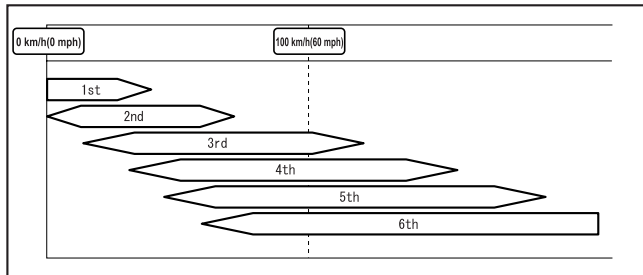 0 km/h(0 mph)
100 km/h(60 mph)
1st
2nd
3rd
4th
5th
6th